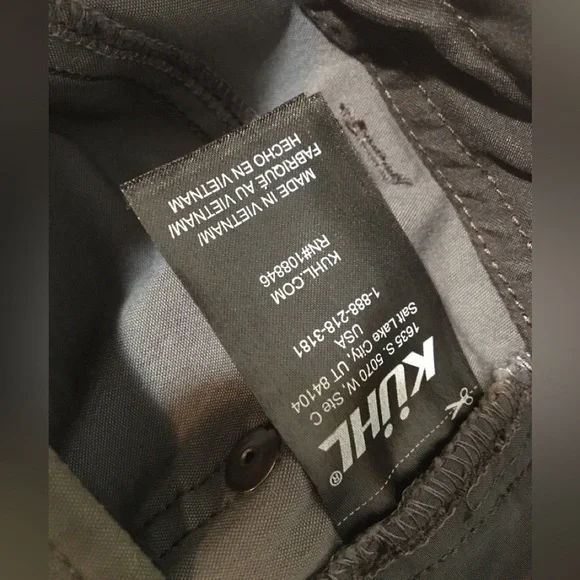 KÜHL®
1635 S. 5070 W, Ste C
Salt Lake City, UT 84104
USA
1-888-218-3181
KUHL.COM
RN#108846
MADE IN VIETNAM/
FABRIQUÉ AU VIETNAM/
HECHO EN VIETNAM